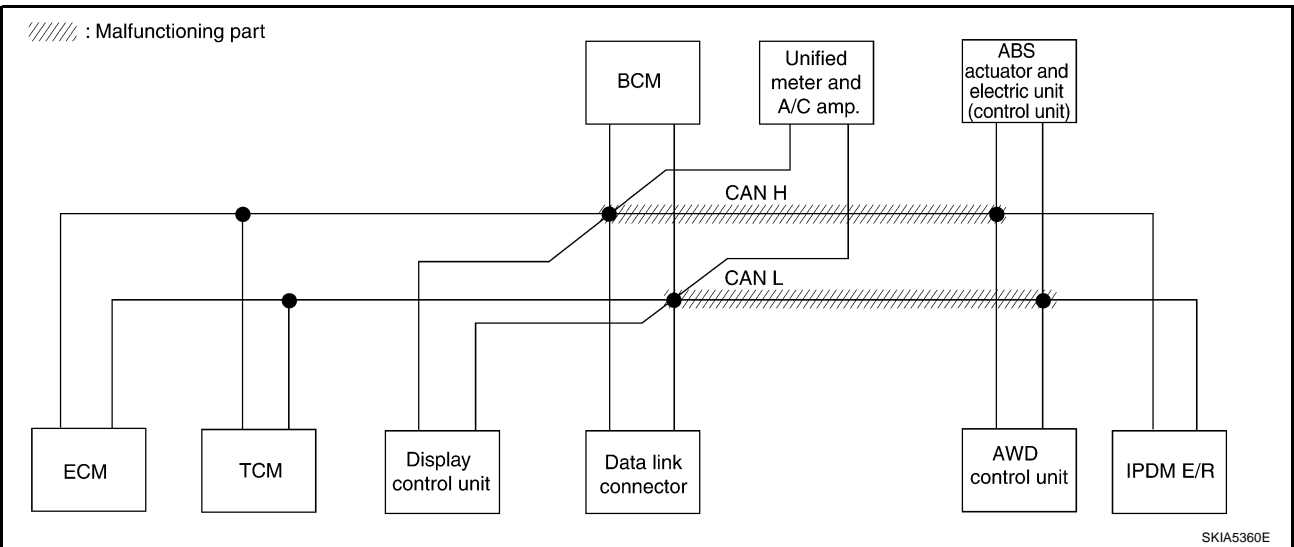 : Malfunctioning part
BCM
Unified
meter and
A/C amp.
ABS
actuator and
electric unit
(control unit)
CAN H
CAN L
ECM
TCM
Display
control unit
Data link
connector
AWD
control unit
IPDM E/R
SKIA5360E